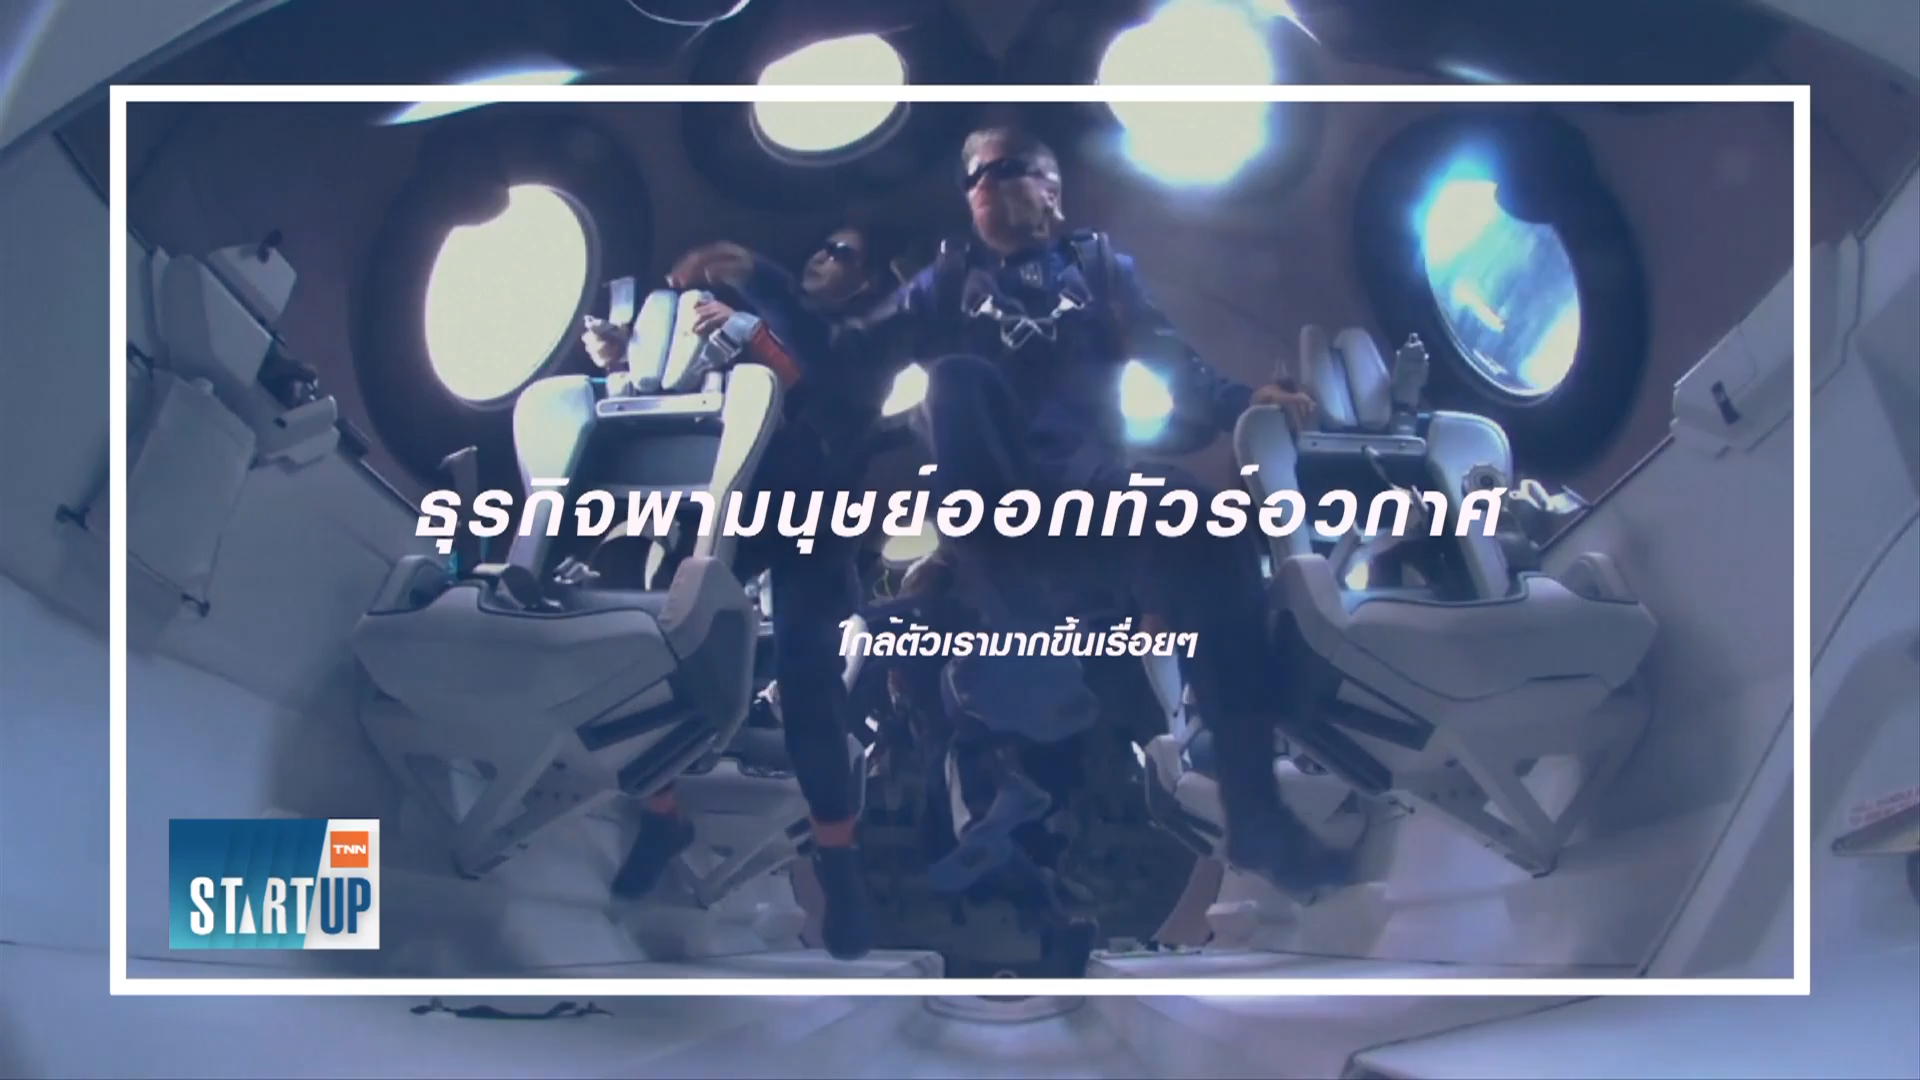 ธุรกิจพามนุษย์ออกทัวร์อวกาศ
ใกล้ตัวเรามากขึ้นเรื่อยๆ
TNN
STARTUP